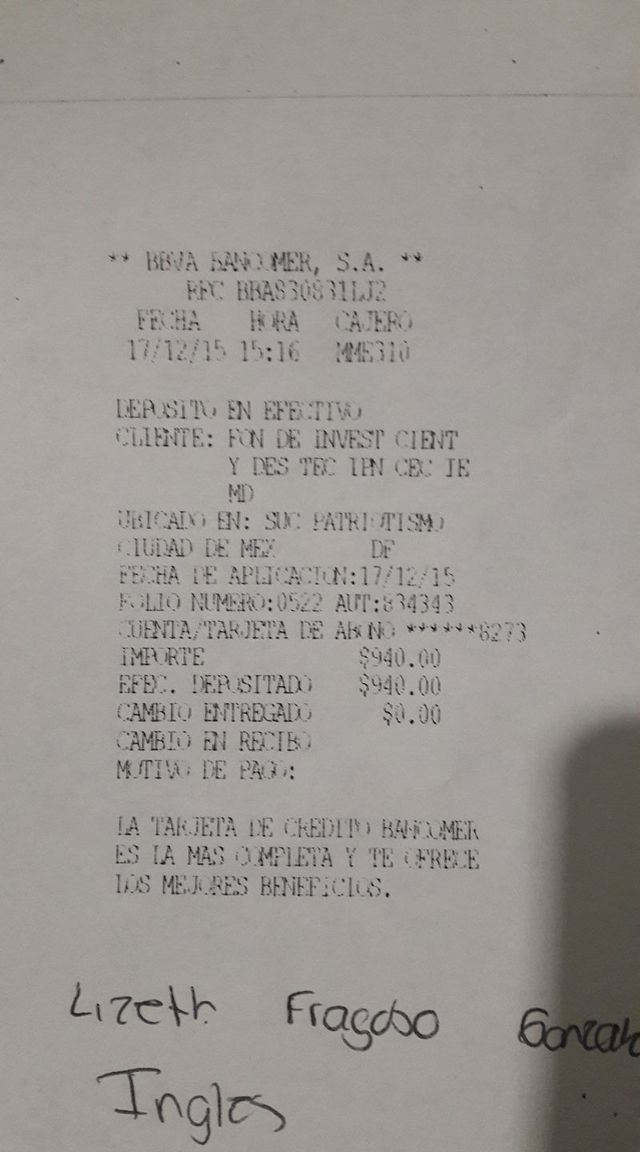 ** BBVA BANCOMER, S.A. **
RFC BBA830831LJ2
FECHA HORA CAJERO
17/12/15 15:16 MME310
DEPOSITO EN EFECTIVO
CLIENTE: FON DE INVEST CIENT
Y DES TEC IPN CEC IE
MD
UBICADO EN: SUC PATRIOTISMO
CIUDAD DE MEX DF
FECHA DE APLICACION:17/12/15
FOLIO NUMERO:0522 AUT:834343
CUENTA/TARJETA DE ABONO ******8273
IMPORTE $940.00
EFEC. DEPOSITADO $940.00
CAMBIO ENTREGADO $0.00
CAMBIO EN RECIBO
MOTIVO DE PAGO:
LA TARJETA DE CREDITO BANCOMER
ES LA MAS COMPLETA Y TE OFRECE
LOS MEJORES BENEFICIOS.
Lizeth Fragoso
Ingles